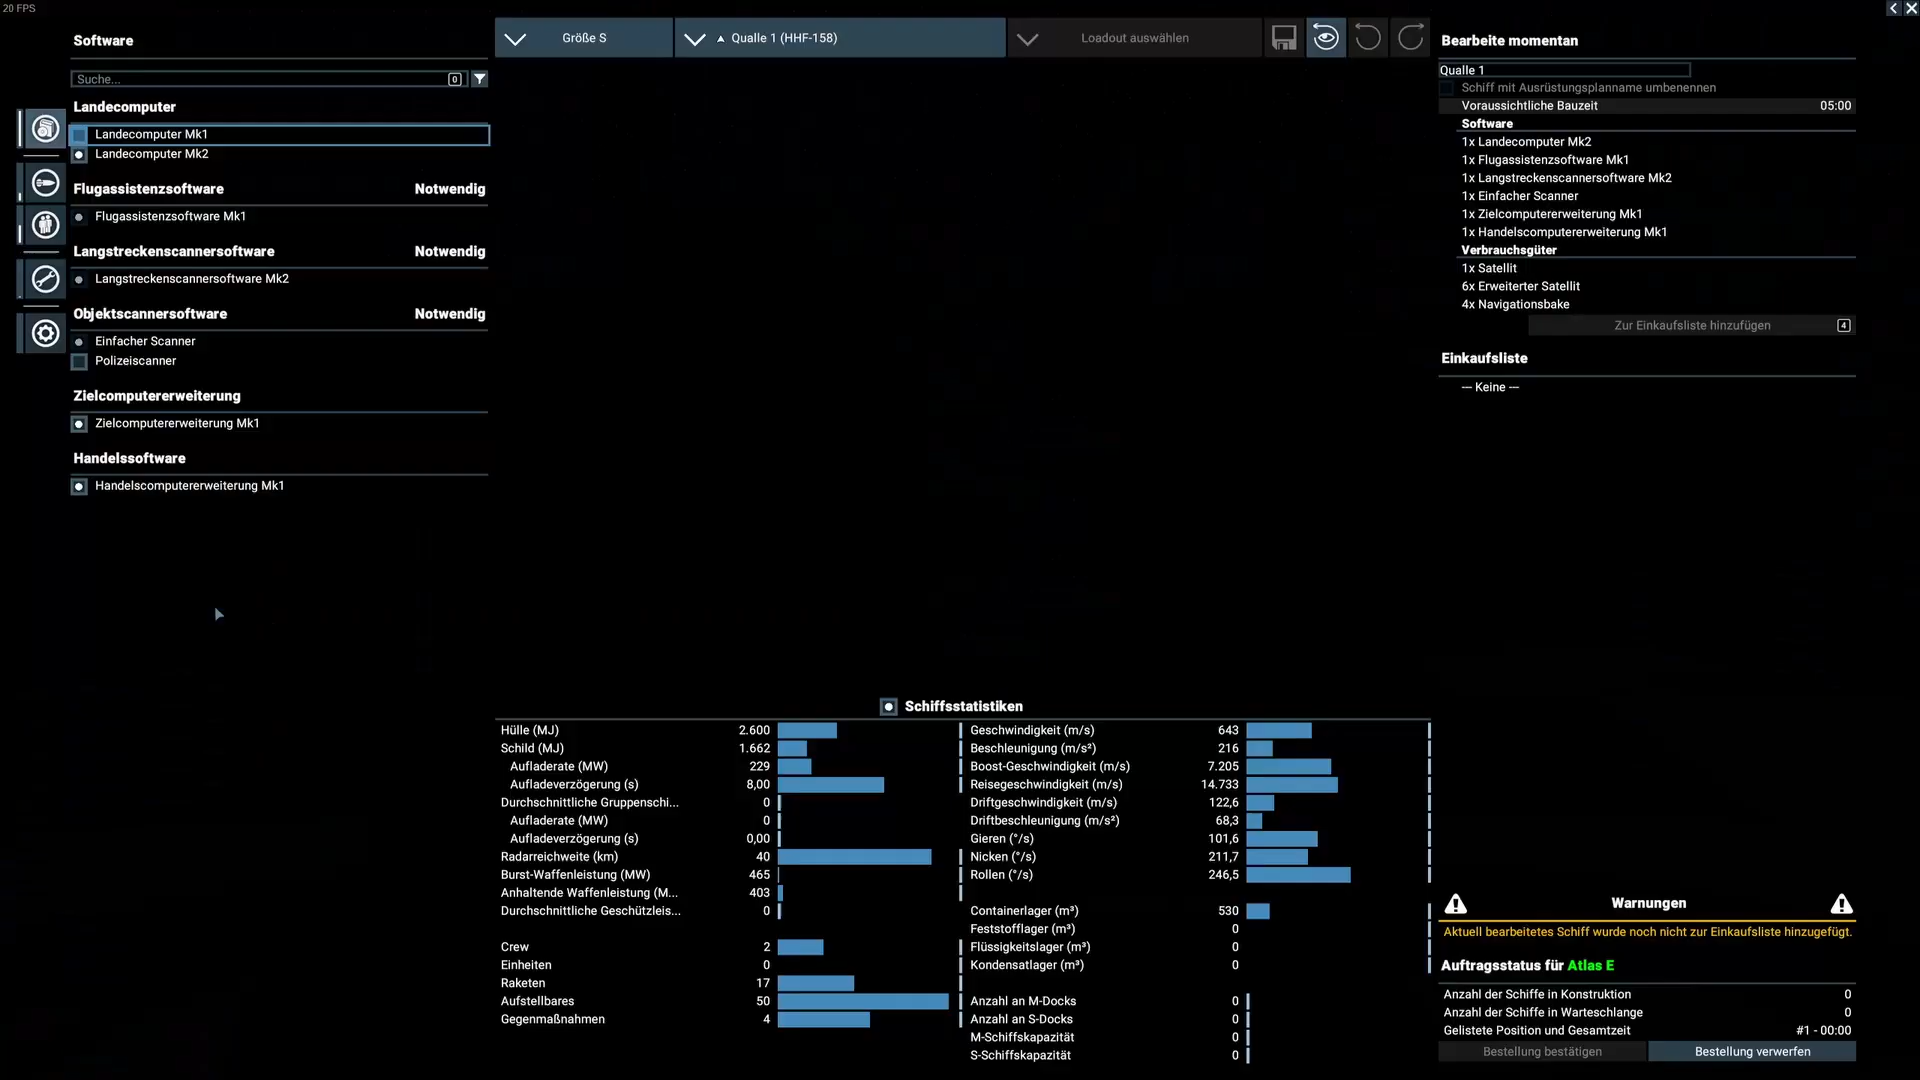 20 FPS
Software
Suche...
0
Landecomputer
Landecomputer Mk1
Landecomputer Mk2
Flugassistenzsoftware Notwendig
Flugassistenzsoftware Mk1
Langstreckenscannersoftware Notwendig
Langstreckenscannersoftware Mk2
Objektscannersoftware Notwendig
Einfacher Scanner
Polizeiscanner
Zielcomputererweiterung
Zielcomputererweiterung Mk1
Handelssoftware
Handelscomputererweiterung Mk1
Größe S
Qualle 1 (HHF-158)
Loadout auswählen
Schiffsstatistiken
Hülle (MJ) 2.600
Schild (MJ) 1.662
Aufladerate (MW) 229
Aufladeverzögerung (s) 8,00
Durchschnittliche Gruppenschi... 0
Aufladerate (MW) 0
Aufladeverzögerung (s) 0,00
Radarreichweite (km) 40
Burst-Waffenleistung (MW) 465
Anhaltende Waffenleistung (M... 403
Durchschnittliche Geschützleis... 0
Crew 2
Einheiten 0
Raketen 17
Aufstellbares 50
Gegenmaßnahmen 4
Geschwindigkeit (m/s) 643
Beschleunigung (m/s²) 216
Boost-Geschwindigkeit (m/s) 7.205
Reisegeschwindigkeit (m/s) 14.733
Driftgeschwindigkeit (m/s) 122,6
Driftbeschleunigung (m/s²) 68,3
Gieren (°/s) 101,6
Nicken (°/s) 211,7
Rollen (°/s) 246,5
Containerlager (m³) 530
Feststofflager (m³) 0
Flüssigkeitslager (m³) 0
Kondensatlager (m³) 0
Anzahl an M-Docks 0
Anzahl an S-Docks 0
M-Schiffskapazität 0
S-Schiffskapazität 0
Bearbeite momentan
Qualle 1
Schiff mit Ausrüstungsplanname umbenennen
Voraussichtliche Bauzeit 05:00
Software
1x Landecomputer Mk2
1x Flugassistenzsoftware Mk1
1x Langstreckenscannersoftware Mk2
1x Einfacher Scanner
1x Zielcomputererweiterung Mk1
1x Handelscomputererweiterung Mk1
Verbrauchsgüter
1x Satellit
6x Erweiterter Satellit
4x Navigationsbake
Zur Einkaufsliste hinzufügen 4
Einkaufsliste
--- Keine ---
Warnungen
Aktuell bearbeitetes Schiff wurde noch nicht zur Einkaufsliste hinzugefügt.
Auftragsstatus für Atlas E
Anzahl der Schiffe in Konstruktion 0
Anzahl der Schiffe in Warteschlange 0
Gelistete Position und Gesamtzeit #1 - 00:00
Bestellung bestätigen
Bestellung verwerfen